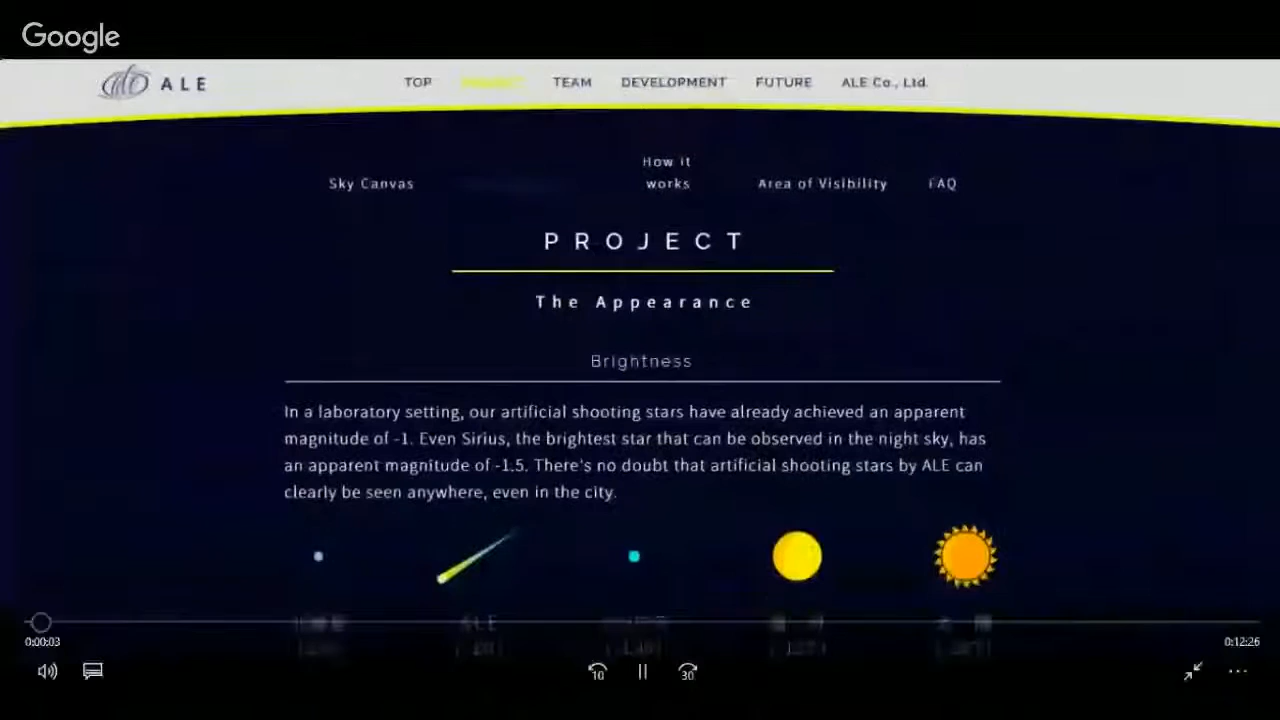 Google
ALE
TOP
TEAM
DEVELOPMENT
FUTURE
ALE Co., Ltd.
Sky Canvas
How it
works
Area of Visibility
FAQ
PROJECT
The Appearance
Brightness
In a laboratory setting, our artificial shooting stars have already achieved an apparent
magnitude of -1. Even Sirius, the brightest star that can be observed in the night sky, has
an apparent magnitude of -1.5. There's no doubt that artificial shooting stars by ALE can
clearly be seen anywhere, even in the city.
ALE
0:00:03
0:12:26
10
30